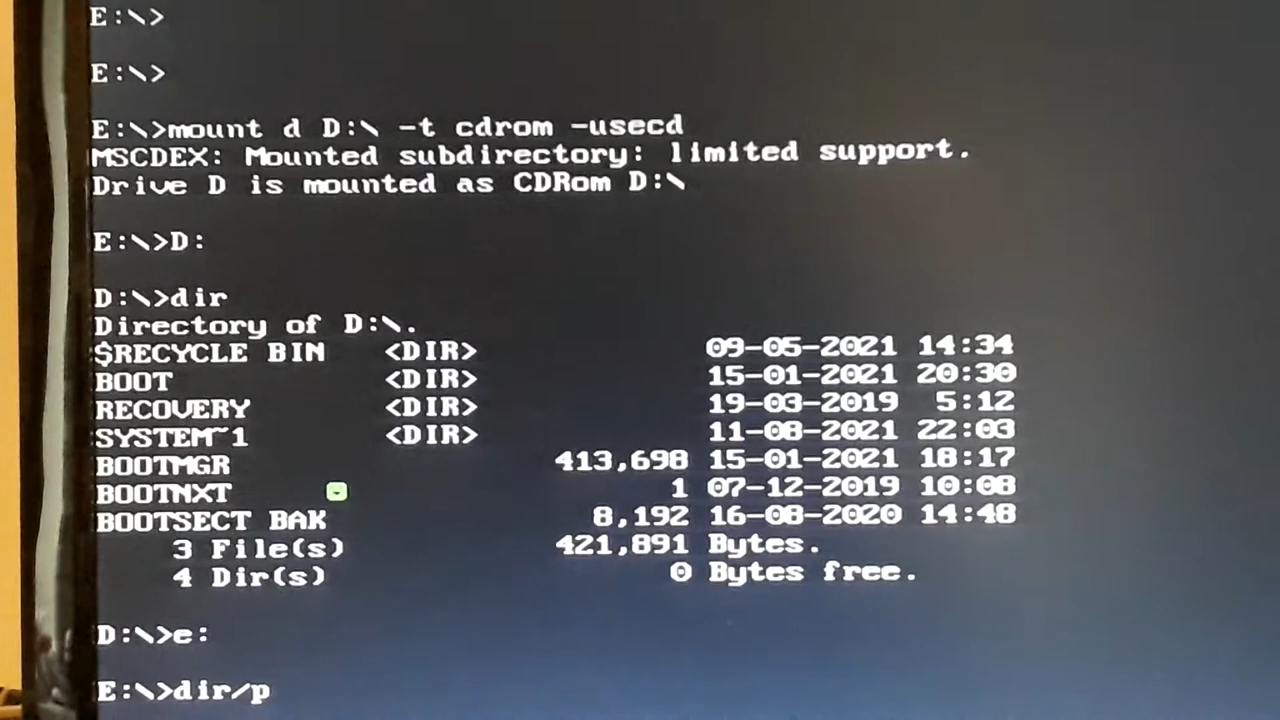 E:\>
E:\>
E:\>mount d D:\ -t cdrom -usecd
MSCDEX: Mounted subdirectory: limited support.
Drive D is mounted as CDRom D:\
E:\>D:
D:\>dir
Directory of D:\.
$RECYCLE BIN <DIR> 09-05-2021 14:34
BOOT <DIR> 15-01-2021 20:30
RECOVERY <DIR> 19-03-2019 5:12
SYSTEM~1 <DIR> 11-08-2021 22:03
BOOTMGR 413,698 15-01-2021 18:17
BOOTNXT 1 07-12-2019 10:08
BOOTSECT BAK 8,192 16-08-2020 14:48
3 File(s) 421,891 Bytes.
4 Dir(s) 0 Bytes free.
D:\>e:
E:\>dir/p